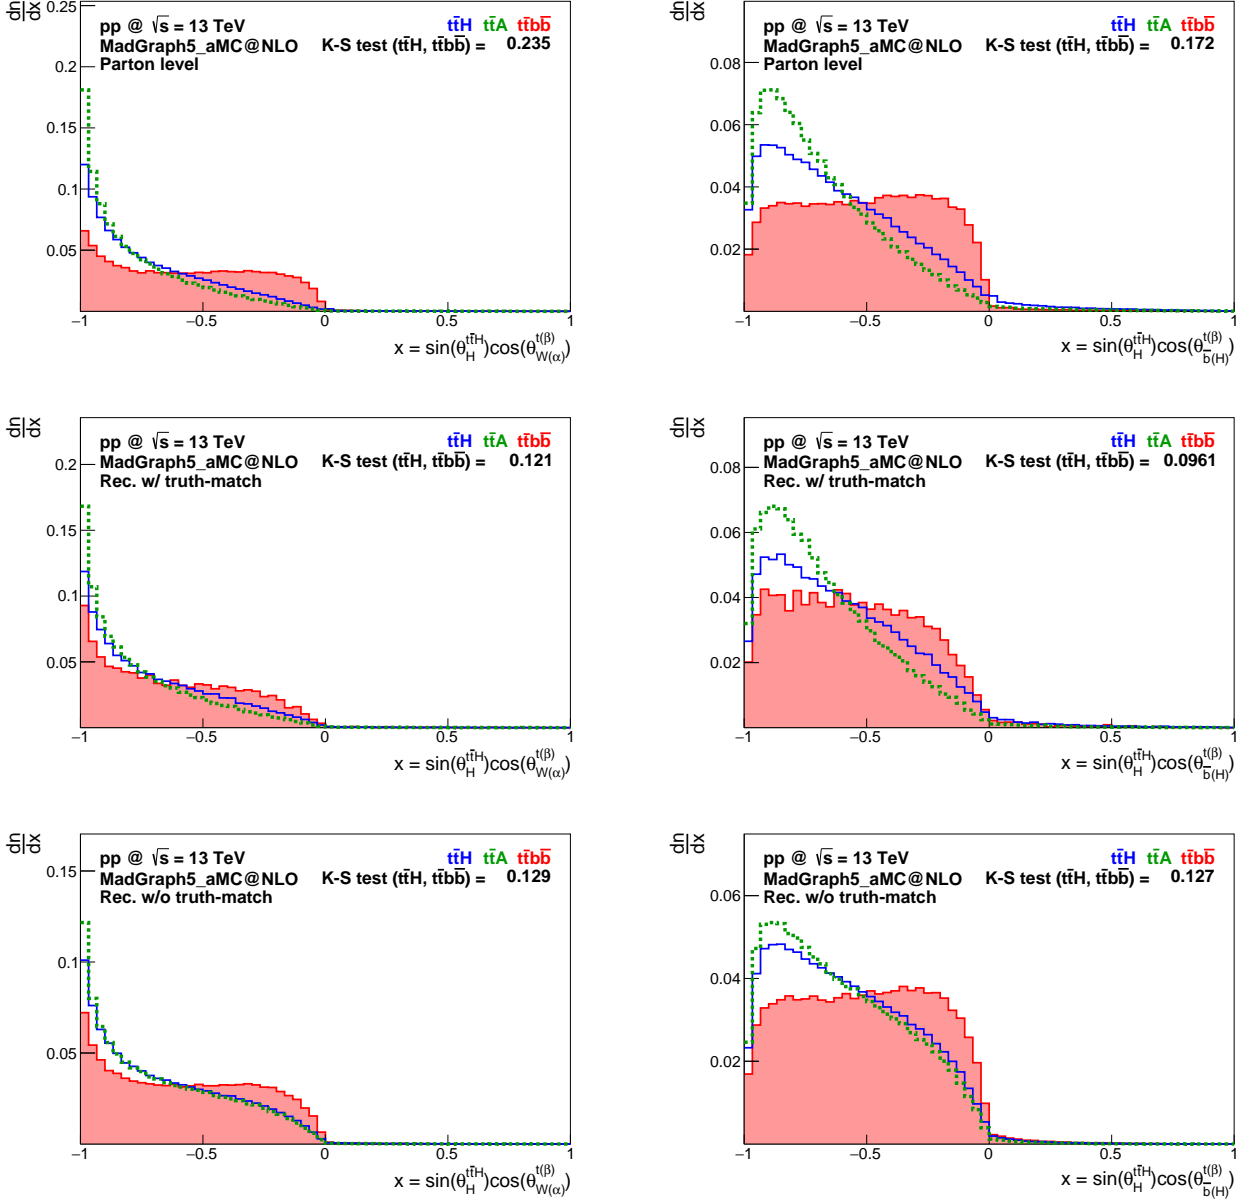 dn/dx
0.25
0.2
0.15
0.1
0.05
pp @ √s = 13 TeV
tt̄H tt̄A tt̄bb̄
MadGraph5_aMC@NLO K-S test (tt̄H, tt̄bb̄) = 0.235
Parton level
−1 −0.5 0 0.5 1
x = sin(θ_H^{tt̄H})cos(θ_{W(α)}^{t(β)})
dn/dx
0.08
0.06
0.04
0.02
pp @ √s = 13 TeV
tt̄H tt̄A tt̄bb̄
MadGraph5_aMC@NLO K-S test (tt̄H, tt̄bb̄) = 0.172
Parton level
−1 −0.5 0 0.5 1
x = sin(θ_H^{tt̄H})cos(θ_{b̄(H)}^{t(β)})
dn/dx
0.2
0.15
0.1
0.05
pp @ √s = 13 TeV
tt̄H tt̄A tt̄bb̄
MadGraph5_aMC@NLO K-S test (tt̄H, tt̄bb̄) = 0.121
Rec. w/ truth-match
−1 −0.5 0 0.5 1
x = sin(θ_H^{tt̄H})cos(θ_{W(α)}^{t(β)})
dn/dx
0.08
0.06
0.04
0.02
pp @ √s = 13 TeV
tt̄H tt̄A tt̄bb̄
MadGraph5_aMC@NLO K-S test (tt̄H, tt̄bb̄) = 0.0961
Rec. w/ truth-match
−1 −0.5 0 0.5 1
x = sin(θ_H^{tt̄H})cos(θ_{b̄(H)}^{t(β)})
dn/dx
0.15
0.1
0.05
pp @ √s = 13 TeV
tt̄H tt̄A tt̄bb̄
MadGraph5_aMC@NLO K-S test (tt̄H, tt̄bb̄) = 0.129
Rec. w/o truth-match
−1 −0.5 0 0.5 1
x = sin(θ_H^{tt̄H})cos(θ_{W(α)}^{t(β)})
dn/dx
0.06
0.04
0.02
pp @ √s = 13 TeV
tt̄H tt̄A tt̄bb̄
MadGraph5_aMC@NLO K-S test (tt̄H, tt̄bb̄) = 0.127
Rec. w/o truth-match
−1 −0.5 0 0.5 1
x = sin(θ_H^{tt̄H})cos(θ_{b̄(H)}^{t(β)})